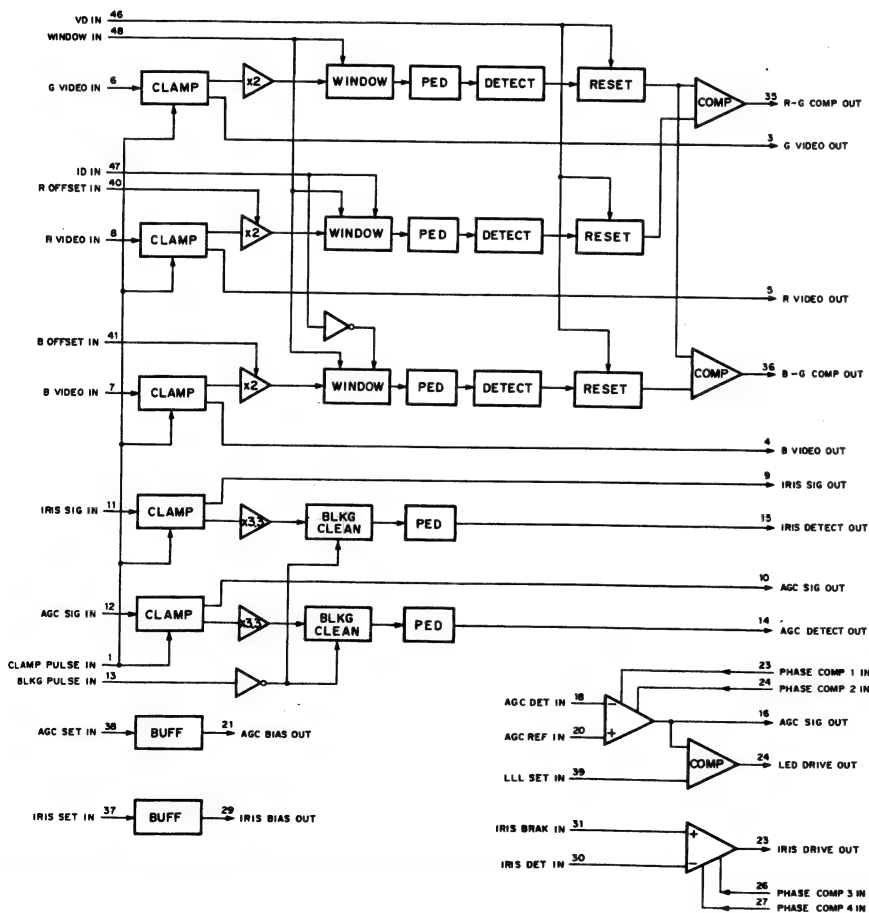 VD IN 46
WINDOW IN 48
G VIDEO IN 6
CLAMP
x2
WINDOW
PED
DETECT
RESET
COMP
35 R-G COMP OUT
3 G VIDEO OUT
ID IN 47
R OFFSET IN 40
R VIDEO IN 8
CLAMP
x2
WINDOW
PED
DETECT
RESET
5 R VIDEO OUT
B OFFSET IN 41
B VIDEO IN 7
CLAMP
x2
WINDOW
PED
DETECT
RESET
COMP
36 B-G COMP OUT
4 B VIDEO OUT
9 IRIS SIG OUT
IRIS SIG IN 11
CLAMP
x3,3
BLKG
CLEAN
PED
15 IRIS DETECT OUT
10 AGC SIG OUT
AGC SIG IN 12
CLAMP
x3,3
BLKG
CLEAN
PED
14 AGC DETECT OUT
CLAMP PULSE IN 1
BLKG PULSE IN 13
23 PHASE COMP 1 IN
24 PHASE COMP 2 IN
AGC SET IN 38
BUFF
21 AGC BIAS OUT
AGC DET IN 18
−
AGC REF IN 20
+
16 AGC SIG OUT
LLL SET IN 39
COMP
24 LED DRIVE OUT
IRIS SET IN 37
BUFF
29 IRIS BIAS OUT
IRIS BRAK IN 31
+
IRIS DET IN 30
−
23 IRIS DRIVE OUT
26 PHASE COMP 3 IN
27 PHASE COMP 4 IN